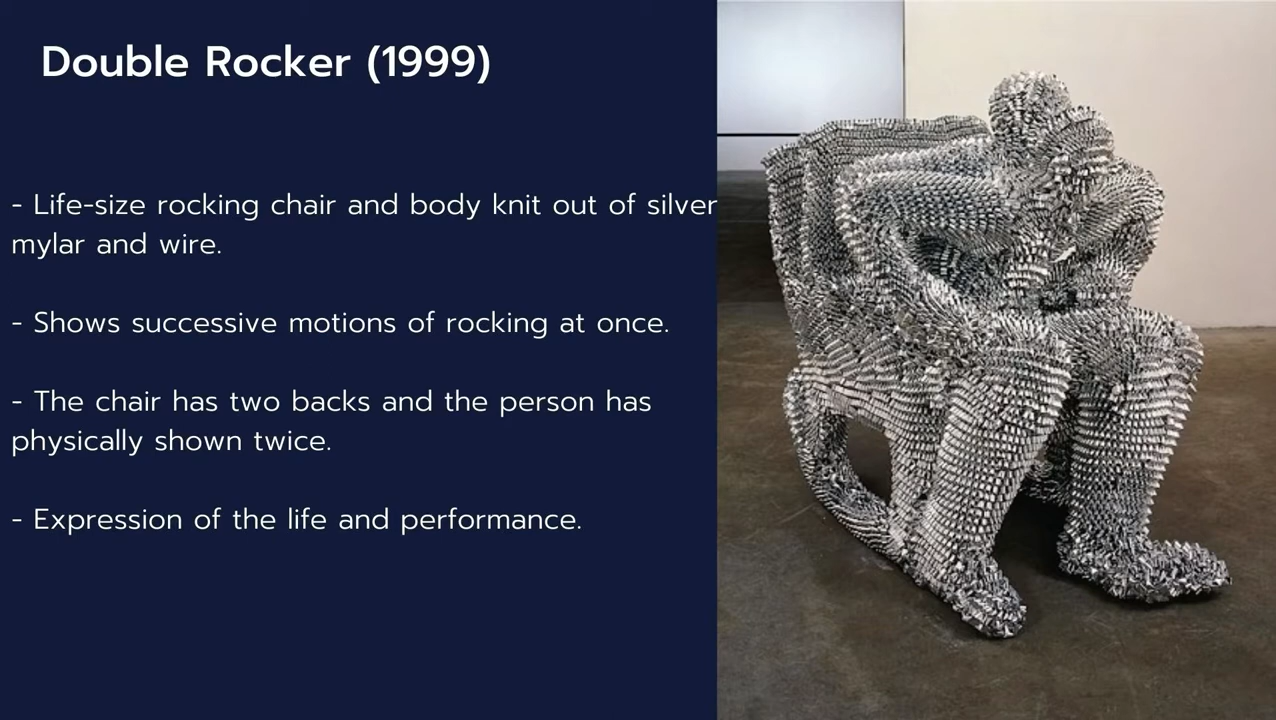 Double Rocker (1999)
- Life-size rocking chair and body knit out of silver
mylar and wire.
- Shows successive motions of rocking at once.
- The chair has two backs and the person has
physically shown twice.
- Expression of the life and performance.